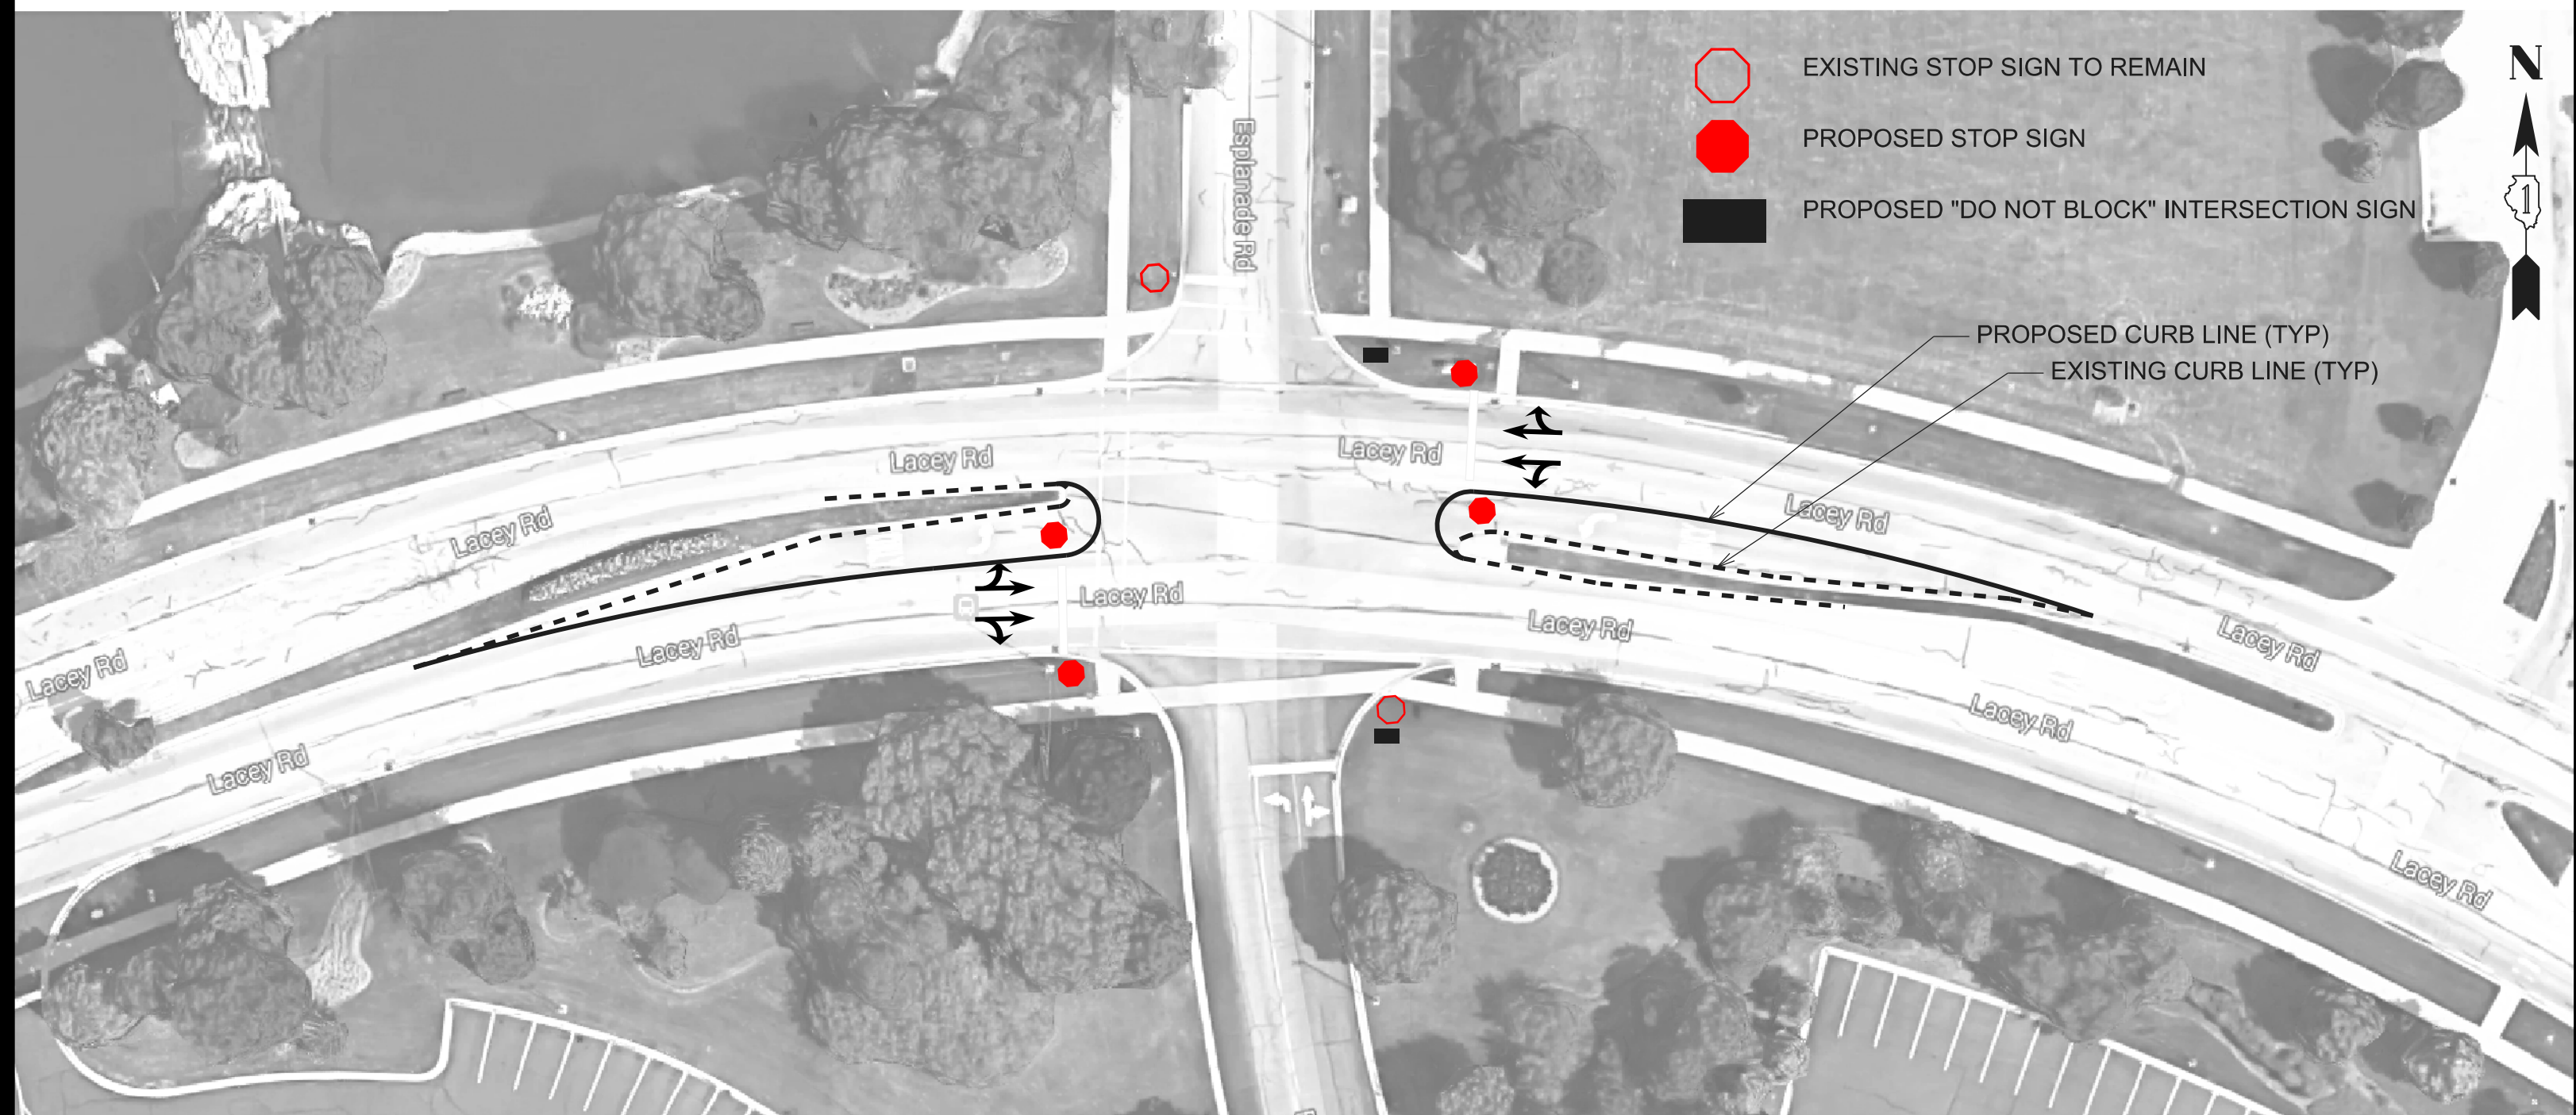 EXISTING STOP SIGN TO REMAIN
N
PROPOSED STOP SIGN
PROPOSED "DO NOT BLOCK" INTERSECTION SIGN
1
Esplanade Rd
PROPOSED CURB LINE (TYP)
EXISTING CURB LINE (TYP)
Lacey Rd
Lacey Rd
Lacey Rd
Lacey Rd
Lacey Rd
Lacey Rd
Lacey Rd
Lacey Rd
Lacey Rd
Lacey Rd
Lacey Rd
Lacey Rd